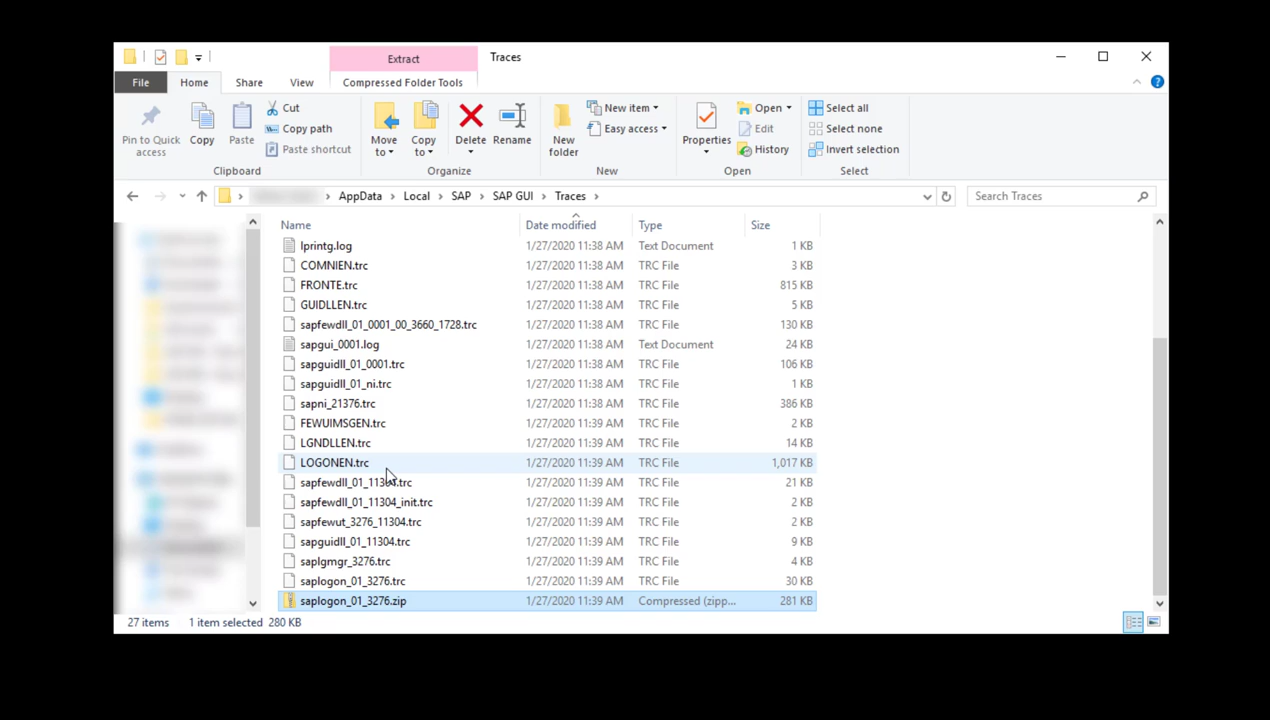 Extract Traces
File Home Share View Compressed Folder Tools
Pin to Quick access
Copy
Paste
Cut
Copy path
Paste shortcut
Clipboard
Move to
Copy to
Delete
Rename
Organize
New folder
New item
Easy access
New
Properties
Open
Edit
History
Open
Select all
Select none
Invert selection
Select
AppData Local SAP SAP GUI Traces Search Traces
Name Date modified Type Size
lprintg.log 1/27/2020 11:38 AM Text Document 1 KB
COMNIEN.trc 1/27/2020 11:38 AM TRC File 3 KB
FRONTE.trc 1/27/2020 11:38 AM TRC File 815 KB
GUIDLLEN.trc 1/27/2020 11:38 AM TRC File 5 KB
sapfewdll_01_0001_00_3660_1728.trc 1/27/2020 11:38 AM TRC File 130 KB
sapgui_0001.log 1/27/2020 11:38 AM Text Document 24 KB
sapguidll_01_0001.trc 1/27/2020 11:38 AM TRC File 106 KB
sapguidll_01_ni.trc 1/27/2020 11:38 AM TRC File 1 KB
sapni_21376.trc 1/27/2020 11:38 AM TRC File 386 KB
FEWUIMSGEN.trc 1/27/2020 11:39 AM TRC File 2 KB
LGNDLLEN.trc 1/27/2020 11:39 AM TRC File 14 KB
LOGONEN.trc 1/27/2020 11:39 AM TRC File 1,017 KB
sapfewdll_01_11304.trc 1/27/2020 11:39 AM TRC File 21 KB
sapfewdll_01_11304_init.trc 1/27/2020 11:39 AM TRC File 2 KB
sapfewut_3276_11304.trc 1/27/2020 11:39 AM TRC File 2 KB
sapguidll_01_11304.trc 1/27/2020 11:39 AM TRC File 9 KB
saplgmgr_3276.trc 1/27/2020 11:39 AM TRC File 4 KB
saplogon_01_3276.trc 1/27/2020 11:39 AM TRC File 30 KB
saplogon_01_3276.zip 1/27/2020 11:39 AM Compressed (zipp... 281 KB
27 items 1 item selected 280 KB